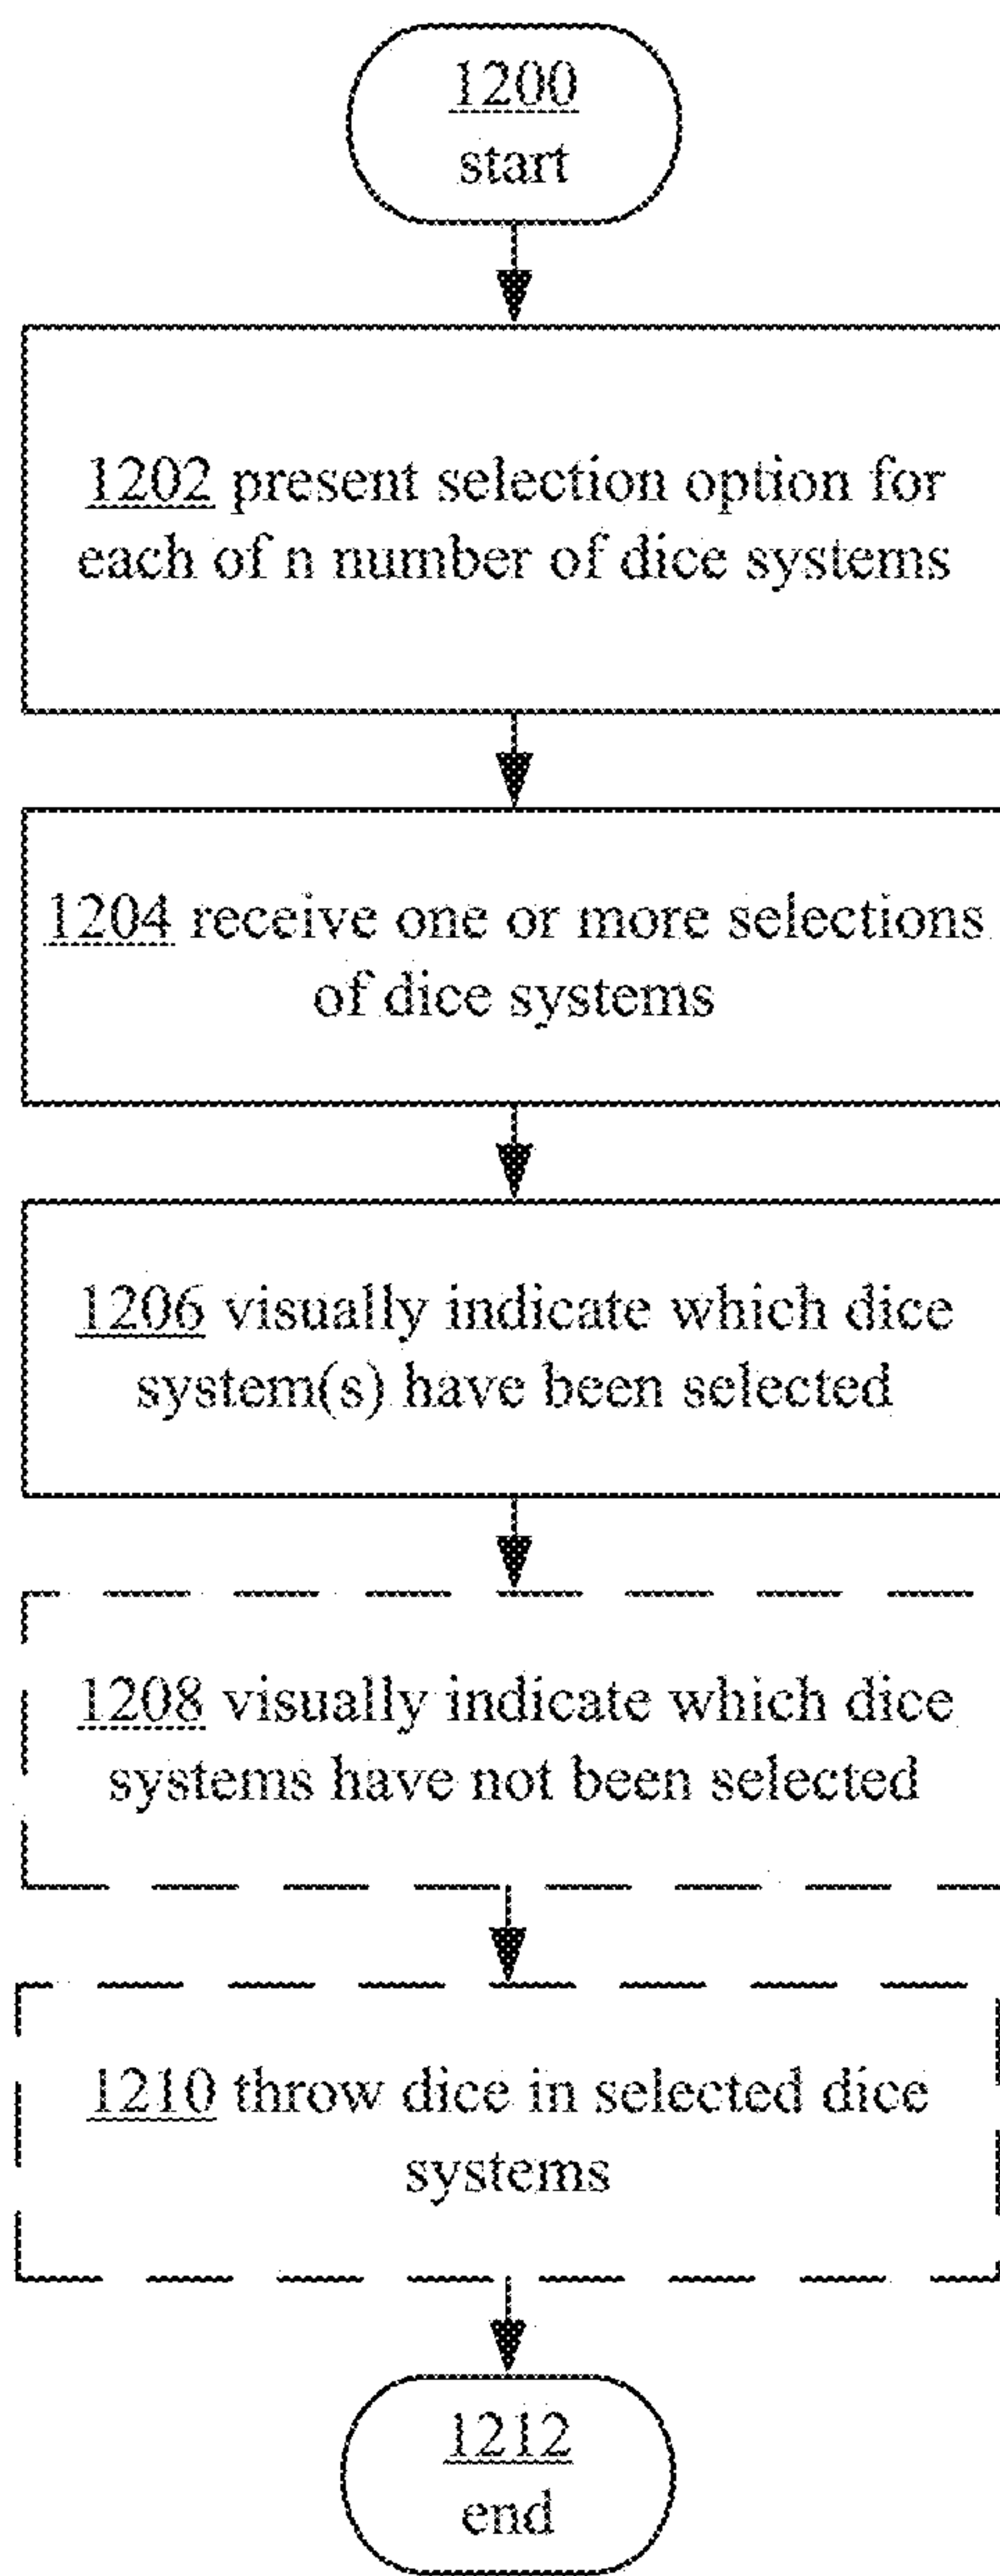 1200
start
1202 present selection option for
each of n number of dice systems
1204 receive one or more selections
of dice systems
1206 visually indicate which dice
system(s) have been selected
1208 visually indicate which dice
systems have not been selected
1210 throw dice in selected dice
systems
1212
end